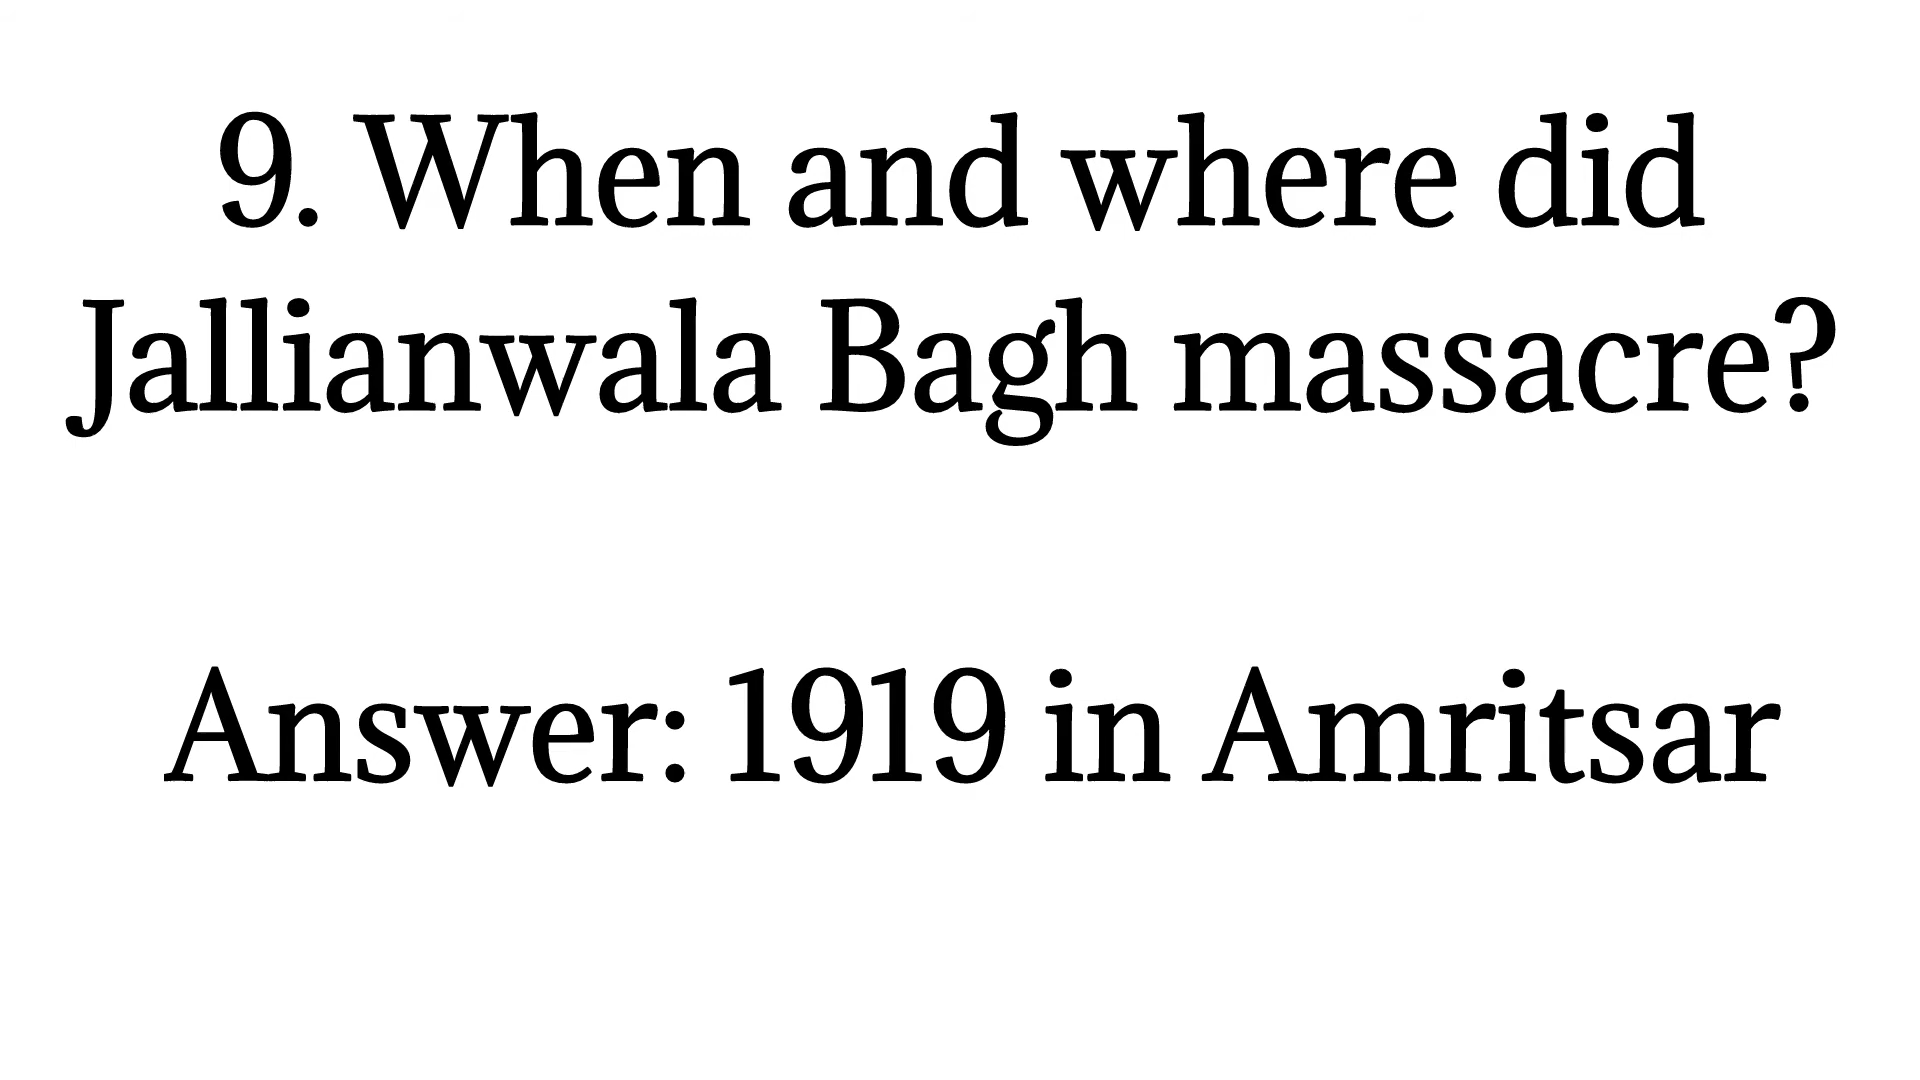 9. When and where did
Jallianwala Bagh massacre?
Answer: 1919 in Amritsar